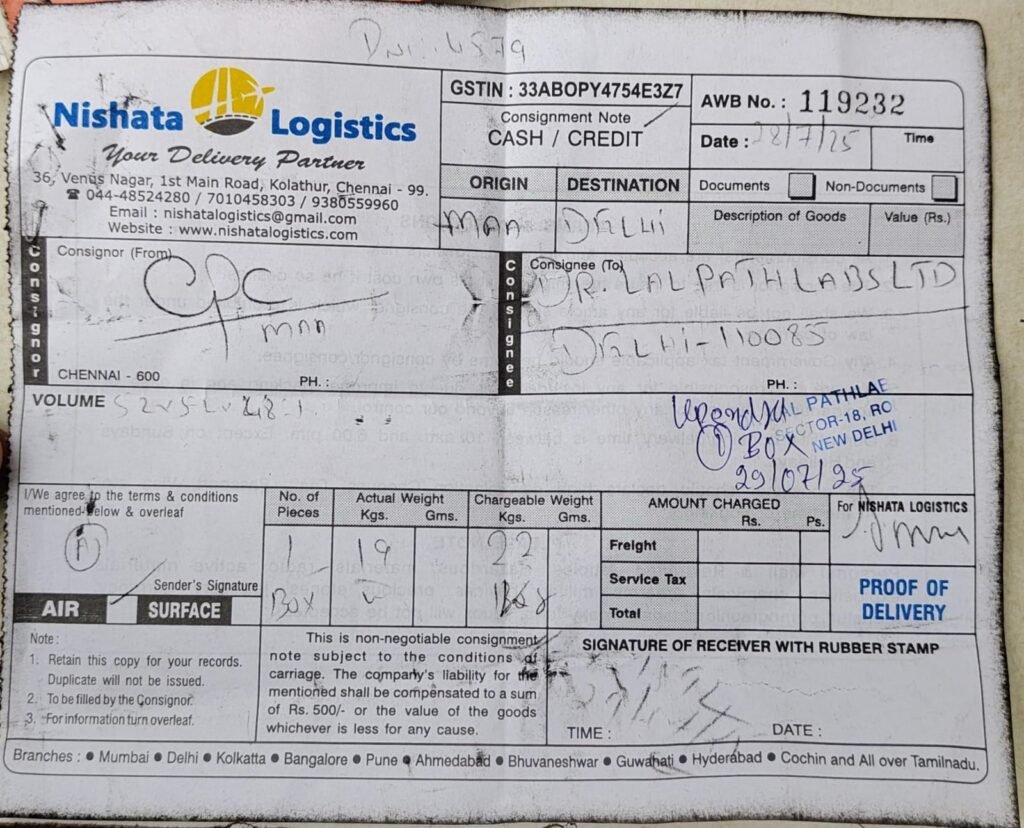 Nishata Logistics
Your Delivery Partner
36, Venus Nagar, 1st Main Road, Kolathur, Chennai - 99.
☎ 044-48524280 / 7010458303 / 9380559960
Email : nishatalogistics@gmail.com
Website : www.nishatalogistics.com
GSTIN : 33ABOPY4754E3Z7
Consignment Note
CASH / CREDIT
AWB No. : 119232
Date : 28/7/25
Time
ORIGIN
DESTINATION
MAA
DELHI
Documents
Non-Documents
Description of Goods
Value (Rs.)
Consignor
Consignor (From)
MAA
CHENNAI - 600
PH. :
Consignee
Consignee (To)
DR. LAL PATH LABS LTD
DELHI-110085
PH. :
VOLUME
AL PATHLAE
SECTOR-18, RO
NEW DELHI
① BOX
29/07/25
I/We agree to the terms & conditions
mentioned below & overleaf
A
Sender's Signature
AIR
SURFACE
No. of Pieces
Actual Weight
Kgs. Gms.
Chargeable Weight
Kgs. Gms.
1
19
Box
AMOUNT CHARGED
Rs. Ps.
Freight
Service Tax
Total
For NISHATA LOGISTICS
PROOF OF
DELIVERY
Note :
1. Retain this copy for your records.
Duplicate will not be issued.
2. To be filled by the Consignor.
3. For information turn overleaf.
This is non-negotiable consignment
note subject to the conditions of
carriage. The company's liability for the
mentioned shall be compensated to a sum
of Rs. 500/- or the value of the goods
whichever is less for any cause.
SIGNATURE OF RECEIVER WITH RUBBER STAMP
TIME :
DATE :
Branches : ● Mumbai ● Delhi ● Kolkatta ● Bangalore ● Pune ● Ahmedabad ● Bhuvaneshwar ● Guwahati ● Hyderabad ● Cochin and All over Tamilnadu.